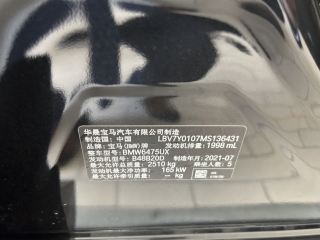 华晨宝马汽车有限公司制造
制造国: 中国 LBV7Y0107MS136431
品牌: 宝马(BMW)牌 发动机排量: 1998 mL
整车型号: BMW6475UX
发动机型号: B48B20D 制造年月: 2021-07
最大允许总质量: 2510 kg 乘坐人数: 5
发动机最大净功率: 165 kW
-- kg